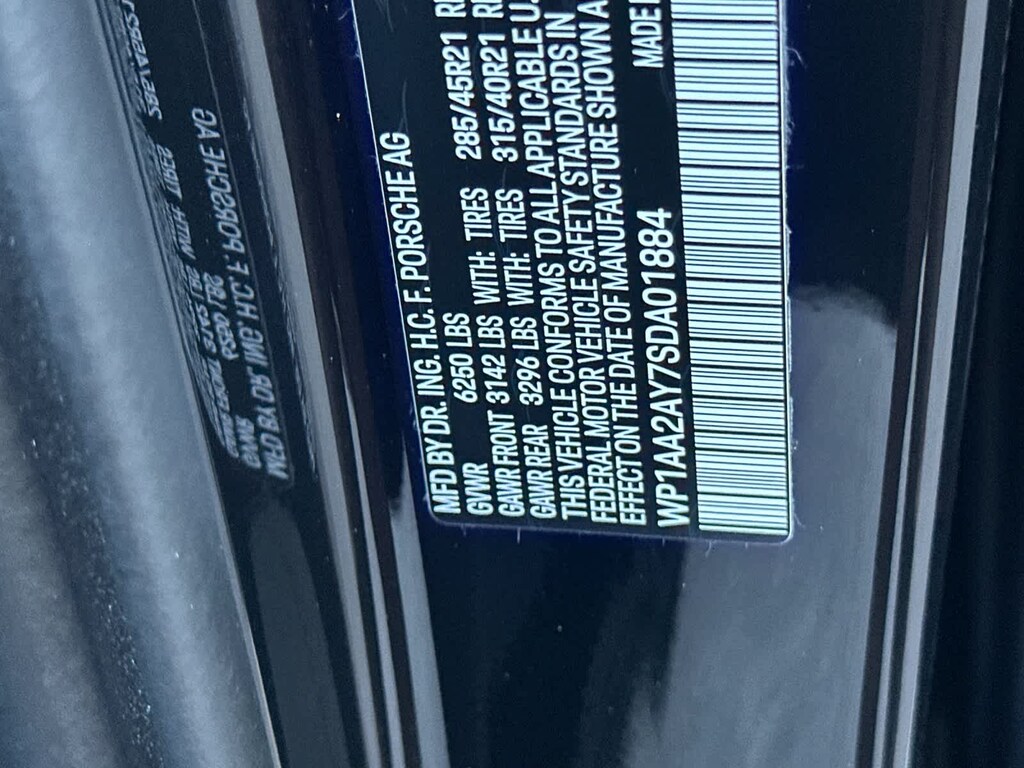 MFD BY DR. ING. H.C. F. PORSCHE AG
GVWR 6250 LBS
GAWR FRONT 3142 LBS WITH: TIRES 285/45R21
GAWR REAR 3296 LBS WITH: TIRES 315/40R21
THIS VEHICLE CONFORMS TO ALL APPLICABLE U.
FEDERAL MOTOR VEHICLE SAFETY STANDARDS IN
EFFECT ON THE DATE OF MANUFACTURE SHOWN A
WP1AA2AY7SDA01884 MADE